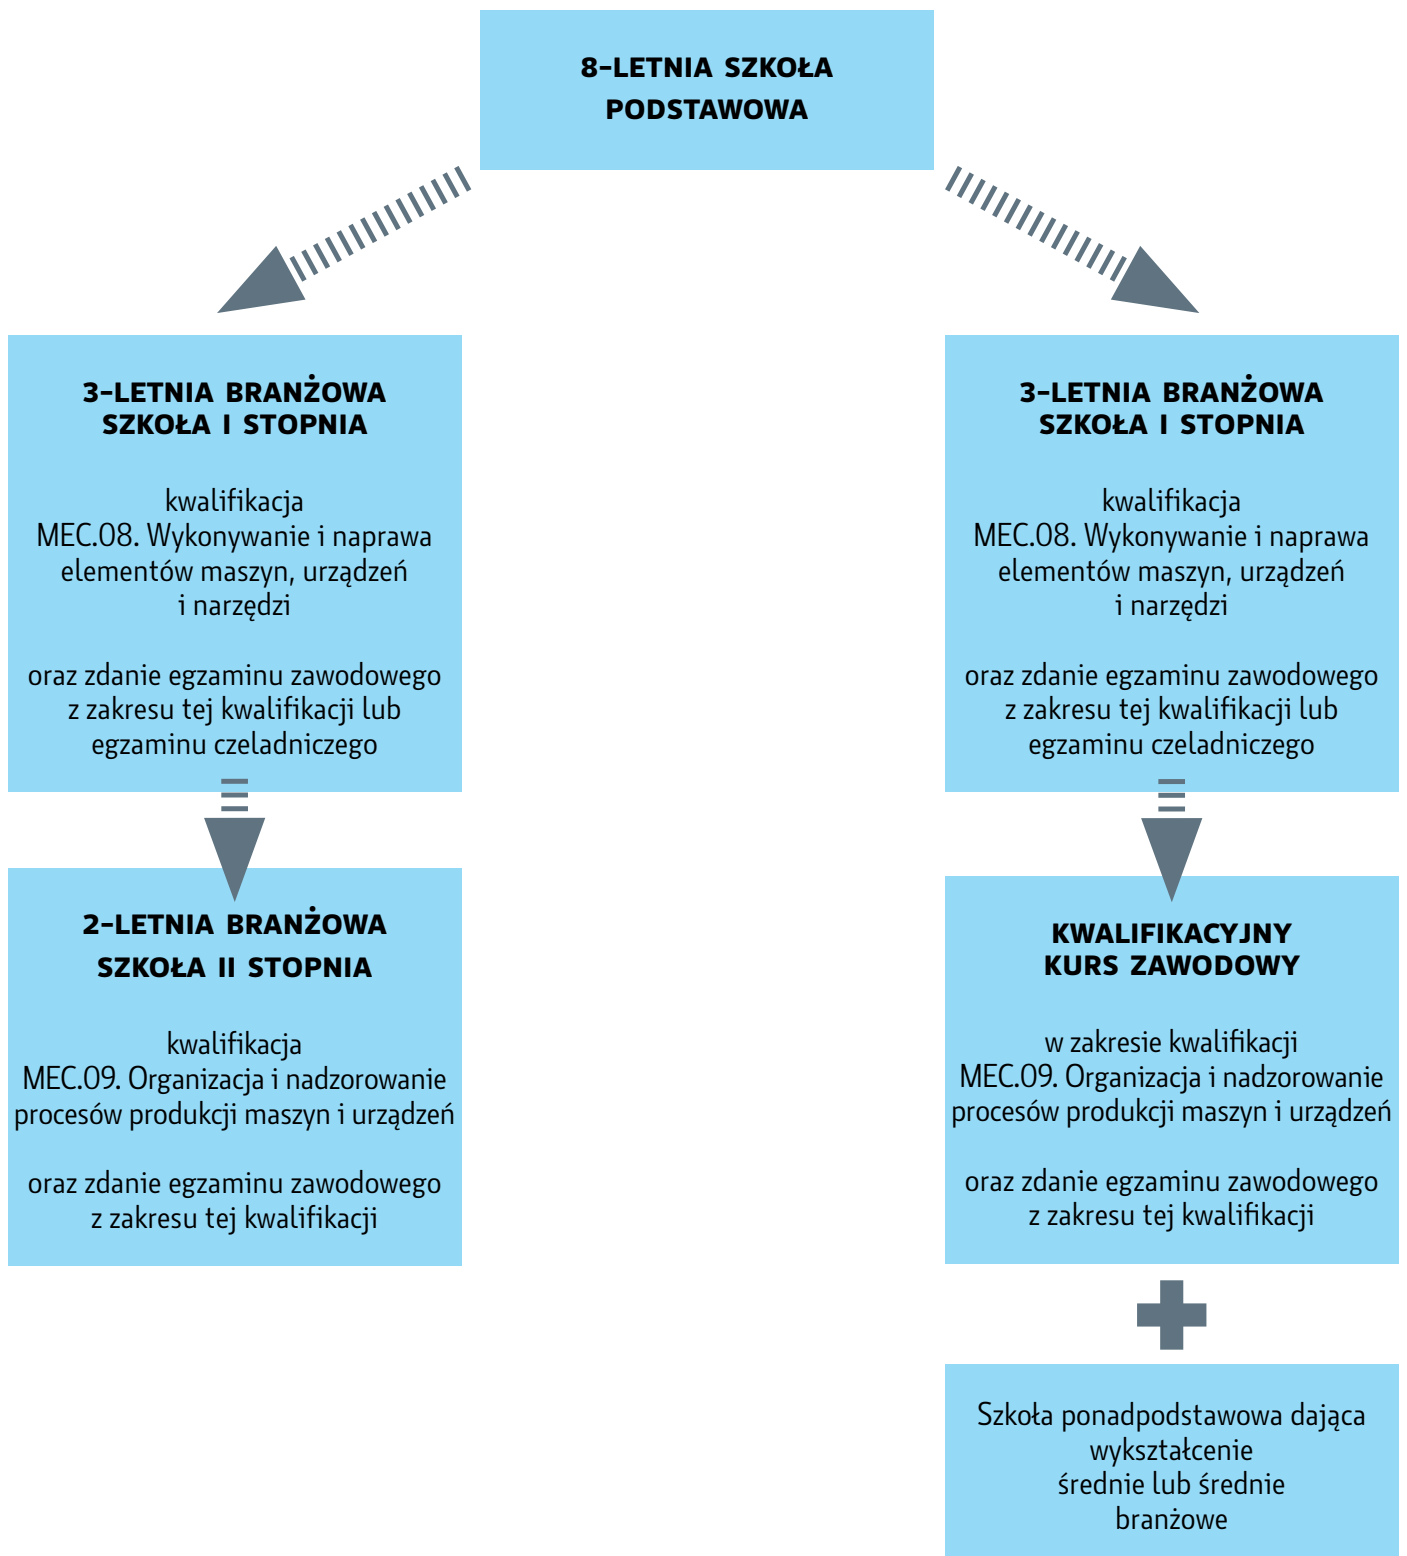 8-LETNIA SZKOŁA
PODSTAWOWA
3-LETNIA BRANŻOWA
SZKOŁA I STOPNIA
kwalifikacja
MEC.08. Wykonywanie i naprawa
elementów maszyn, urządzeń
i narzędzi
oraz zdanie egzaminu zawodowego
z zakresu tej kwalifikacji lub
egzaminu czeladniczego
2-LETNIA BRANŻOWA
SZKOŁA II STOPNIA
kwalifikacja
MEC.09. Organizacja i nadzorowanie
procesów produkcji maszyn i urządzeń
oraz zdanie egzaminu zawodowego
z zakresu tej kwalifikacji
3-LETNIA BRANŻOWA
SZKOŁA I STOPNIA
kwalifikacja
MEC.08. Wykonywanie i naprawa
elementów maszyn, urządzeń
i narzędzi
oraz zdanie egzaminu zawodowego
z zakresu tej kwalifikacji lub
egzaminu czeladniczego
KWALIFIKACYJNY
KURS ZAWODOWY
w zakresie kwalifikacji
MEC.09. Organizacja i nadzorowanie
procesów produkcji maszyn i urządzeń
oraz zdanie egzaminu zawodowego
z zakresu tej kwalifikacji
Szkoła ponadpodstawowa dająca
wykształcenie
średnie lub średnie
branżowe